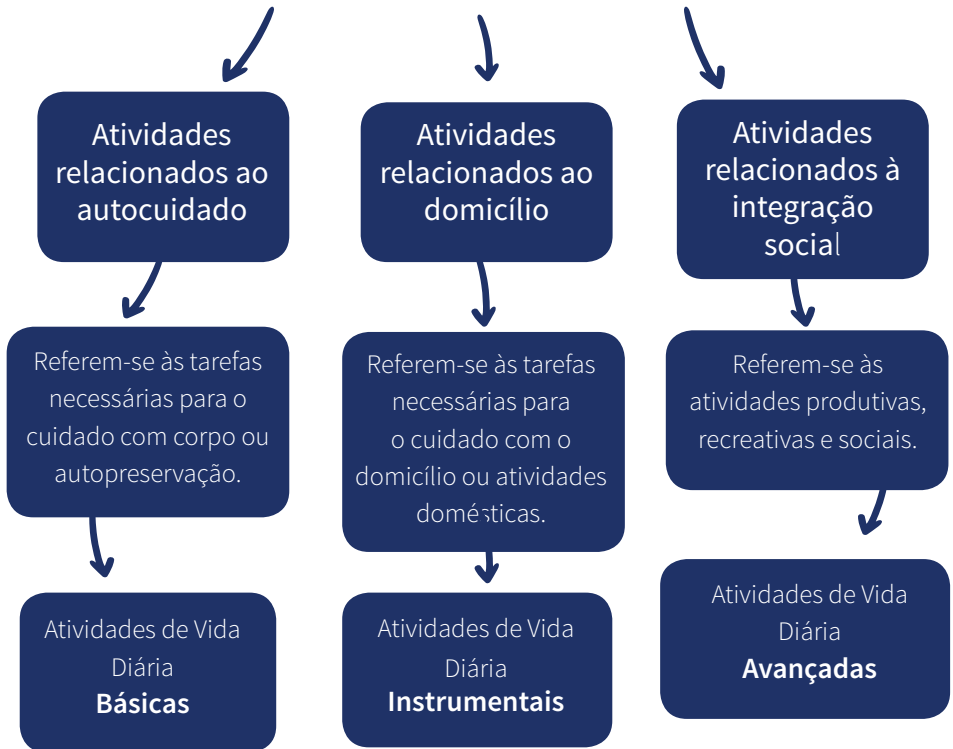 Atividades
relacionados ao
autocuidado
Atividades
relacionados ao
domicílio
Atividades
relacionados à
integração
social
Referem-se às tarefas
necessárias para o
cuidado com corpo ou
autopreservação.
Referem-se às tarefas
necessárias para
o cuidado com o
domicílio ou atividades
domésticas.
Referem-se às
atividades produtivas,
recreativas e sociais.
Atividades de Vida
Diária
Básicas
Atividades de Vida
Diária
Instrumentais
Atividades de Vida
Diária
Avançadas